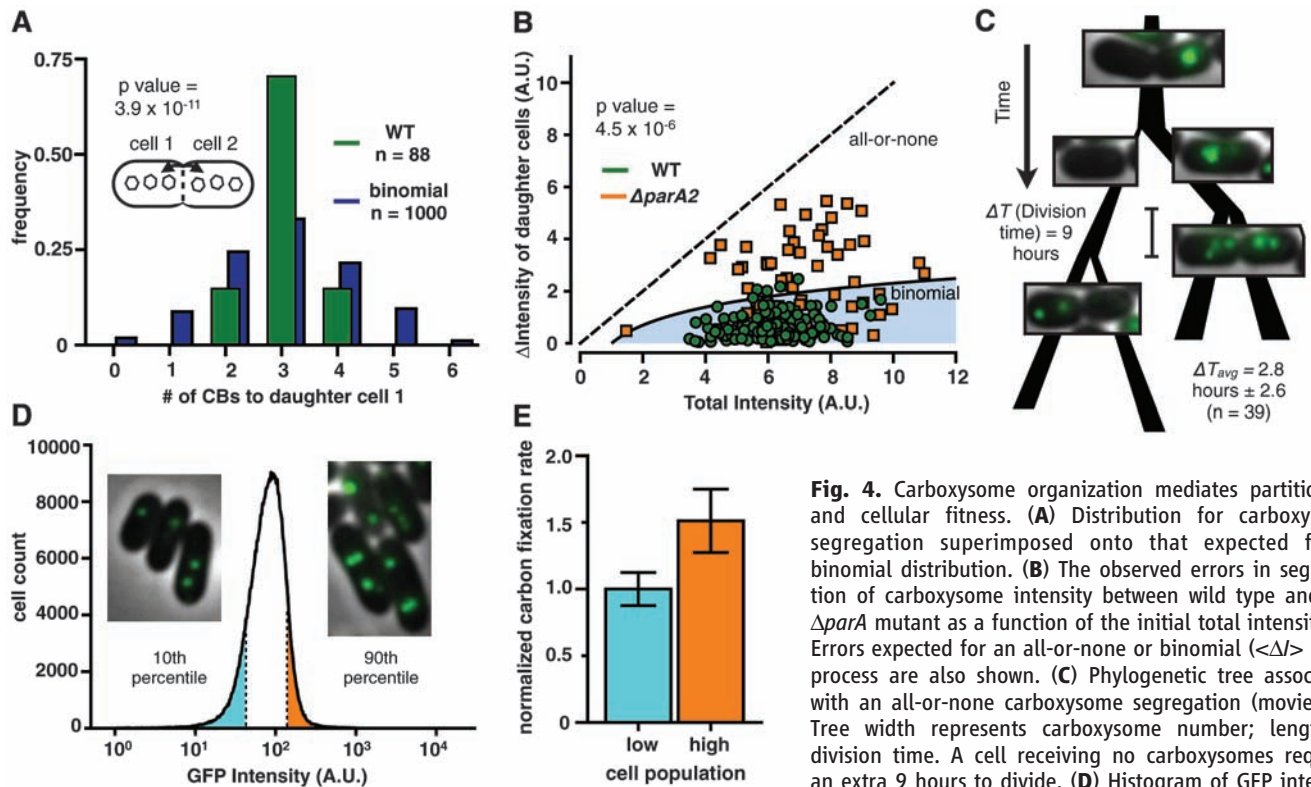 A
0.75
0.50
0.25
0
frequency
p value =
3.9 x 10-11
cell 1 cell 2
WT
n = 88
binomial
n = 1000
0 1 2 3 4 5 6
# of CBs to daughter cell 1
B
10
8
6
4
2
0
ΔIntensity of daughter cells (A.U.)
p value =
4.5 x 10-6
WT
ΔparA2
all-or-none
binomial
0 2 4 6 8 10 12
Total Intensity (A.U.)
C
Time
ΔT (Division
time) = 9
hours
ΔTavg = 2.8
hours ± 2.6
(n = 39)
D
10000
8000
6000
4000
2000
0
cell count
10th
percentile
90th
percentile
10⁰ 10¹ 10² 10³ 10⁴
GFP Intensity (A.U.)
E
2.0
1.5
1.0
0.5
0
normalized carbon fixation rate
low high
cell population
Fig. 4. Carboxysome organization mediates partitio
and cellular fitness. (A) Distribution for carboxy
segregation superimposed onto that expected f
binomial distribution. (B) The observed errors in seg
tion of carboxysome intensity between wild type and
ΔparA mutant as a function of the initial total intensit
Errors expected for an all-or-none or binomial (<ΔI>
process are also shown. (C) Phylogenetic tree assoc
with an all-or-none carboxysome segregation (movie
Tree width represents carboxysome number; leng
division time. A cell receiving no carboxysomes req
an extra 9 hours to divide. (D) Histogram of GFP inte